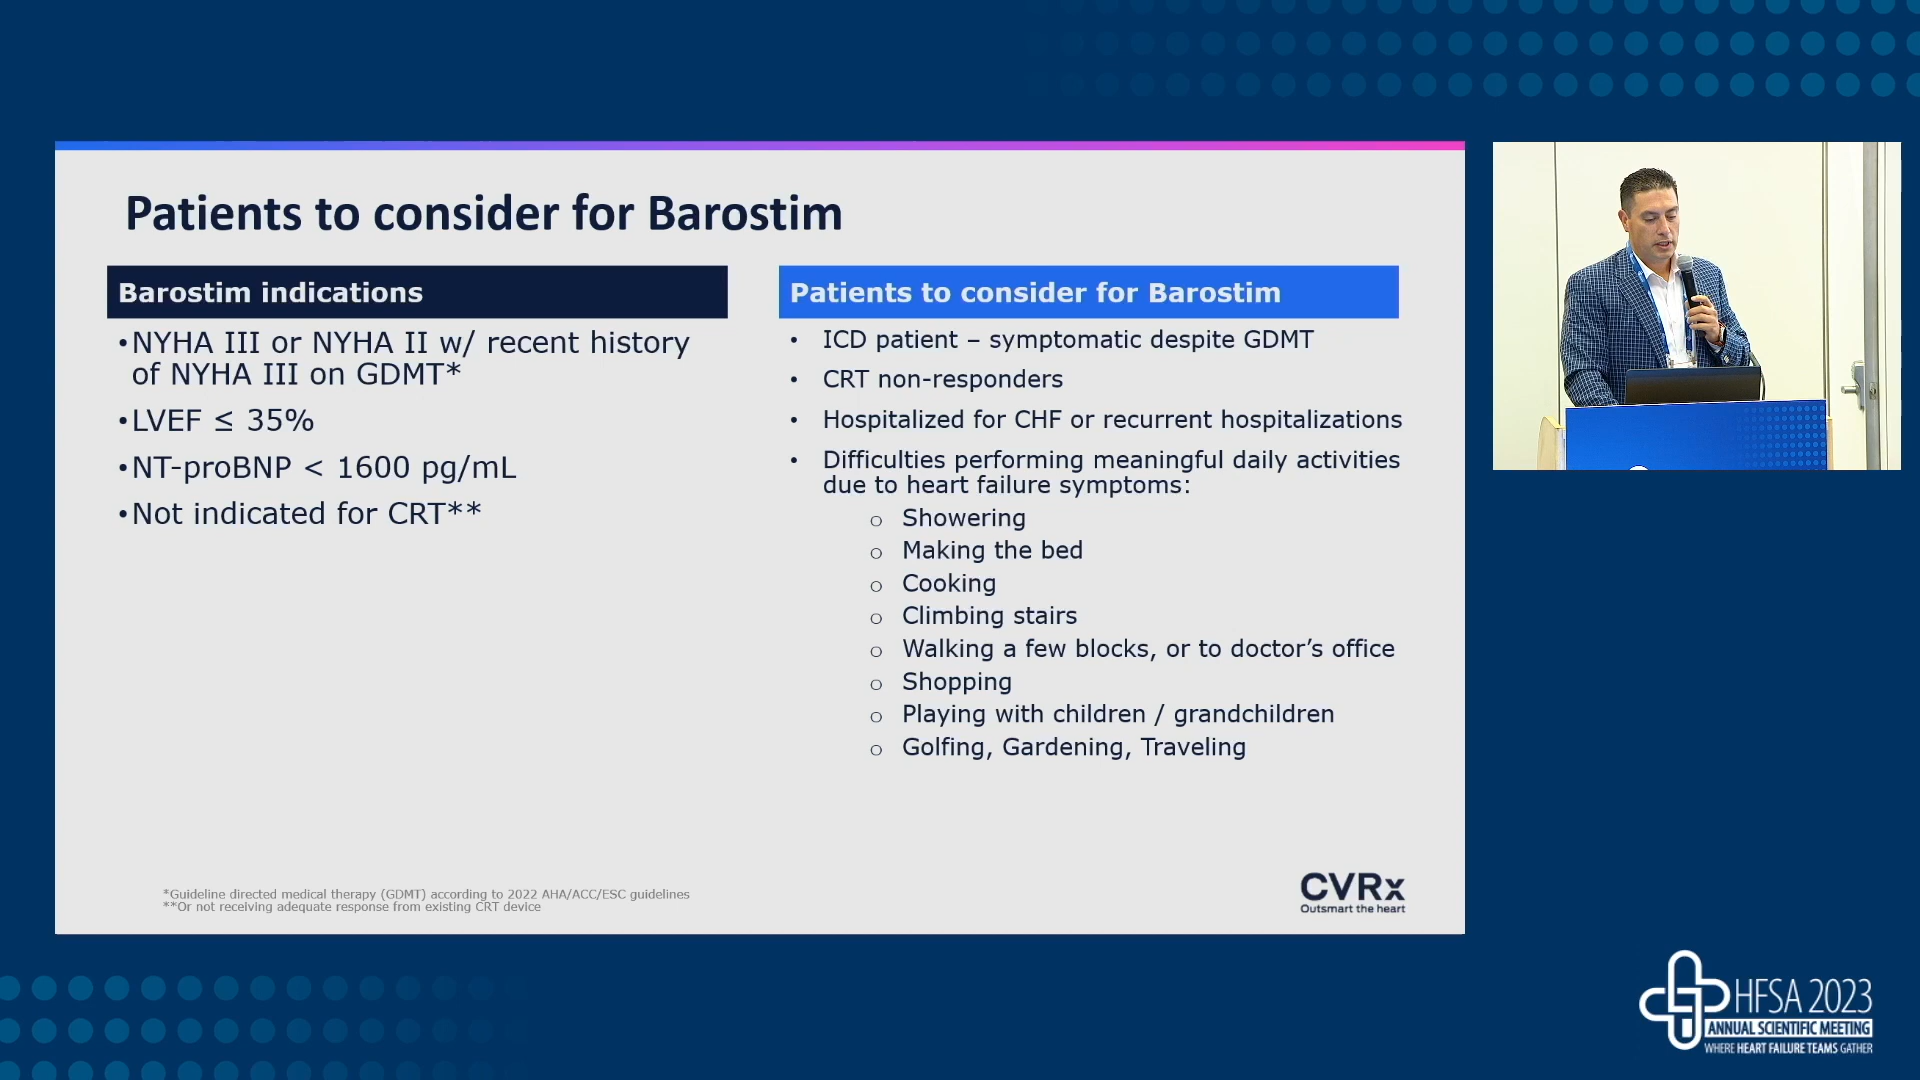 Patients to consider for Barostim
Barostim indications
•NYHA III or NYHA II w/ recent history
of NYHA III on GDMT*
•LVEF ≤ 35%
•NT-proBNP < 1600 pg/mL
•Not indicated for CRT**
Patients to consider for Barostim
• ICD patient – symptomatic despite GDMT
• CRT non-responders
• Hospitalized for CHF or recurrent hospitalizations
• Difficulties performing meaningful daily activities
due to heart failure symptoms:
o Showering
o Making the bed
o Cooking
o Climbing stairs
o Walking a few blocks, or to doctor’s office
o Shopping
o Playing with children / grandchildren
o Golfing, Gardening, Traveling
*Guideline directed medical therapy (GDMT) according to 2022 AHA/ACC/ESC guidelines
**Or not receiving adequate response from existing CRT device
CVRx
Outsmart the heart
HFSA 2023
ANNUAL SCIENTIFIC MEETING
WHERE HEART FAILURE TEAMS GATHER